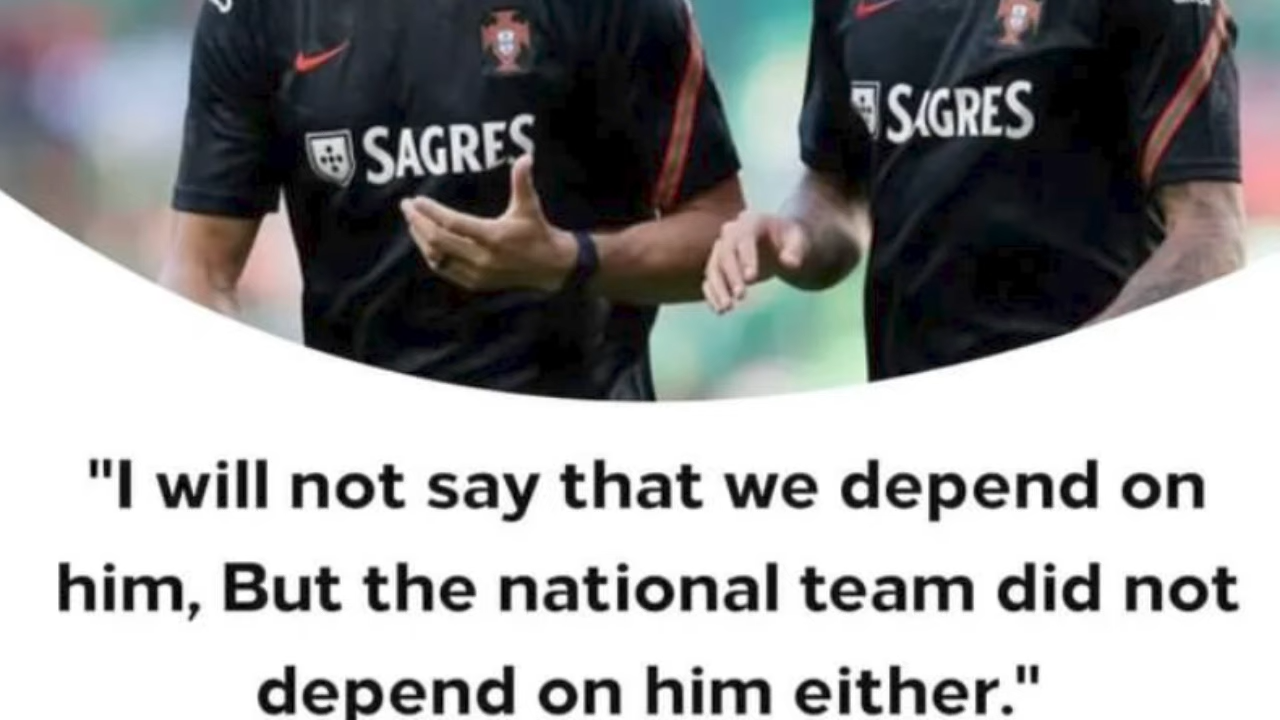 SAGRES
SAGRES
"I will not say that we depend on
him, But the national team did not
depend on him either."